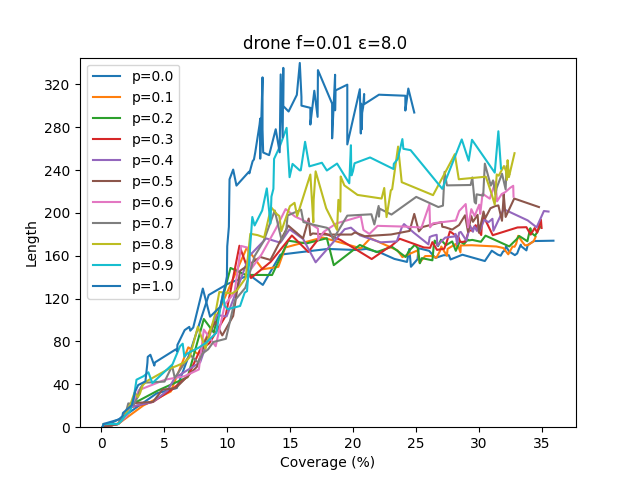 drone f=0.01 ε=8.0
320
280
240
200
160
120
80
40
0
Length
p=0.0
p=0.1
p=0.2
p=0.3
p=0.4
p=0.5
p=0.6
p=0.7
p=0.8
p=0.9
p=1.0
0 5 10 15 20 25 30 35
Coverage (%)